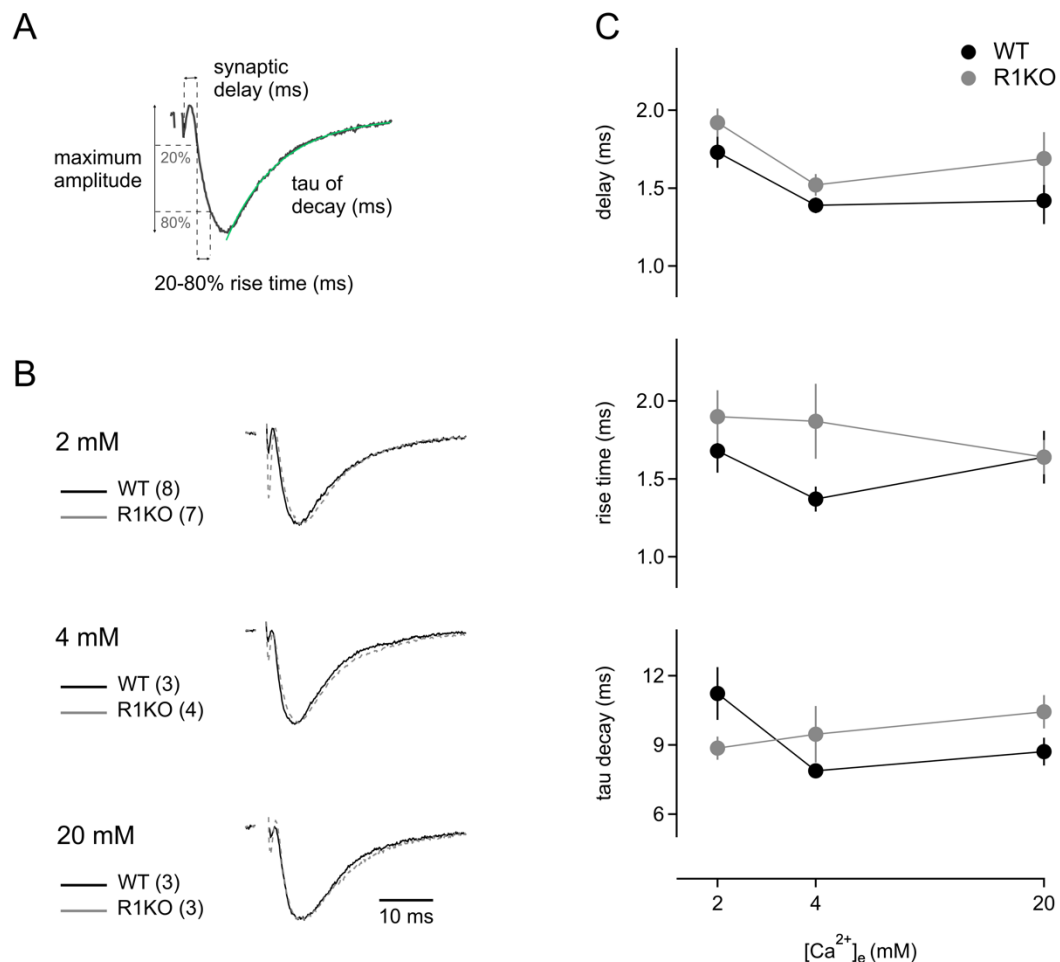 A
synaptic
delay (ms)
maximum
amplitude
20%
80%
tau of
decay (ms)
20-80% rise time (ms)
B
2 mM
WT (8)
R1KO (7)
4 mM
WT (3)
R1KO (4)
20 mM
WT (3)
R1KO (3)
10 ms
C
WT
R1KO
2.0
1.5
1.0
delay (ms)
2.0
1.5
1.0
rise time (ms)
12
9
6
tau decay (ms)
2 4 20
[Ca²⁺]ₑ (mM)